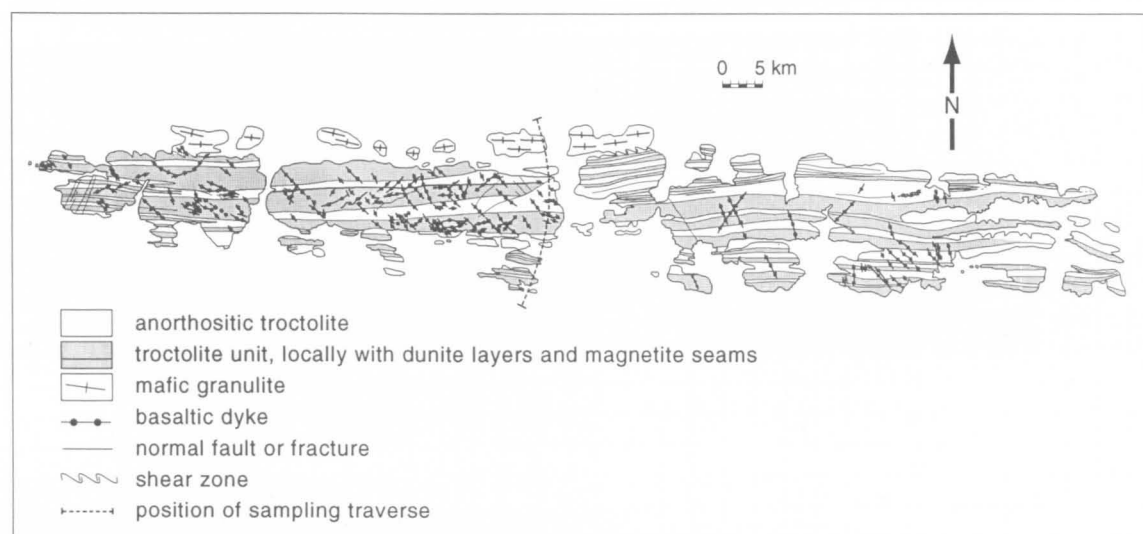 0 5 km
N
anorthositic troctolite
troctolite unit, locally with dunite layers and magnetite seams
mafic granulite
basaltic dyke
normal fault or fracture
shear zone
position of sampling traverse